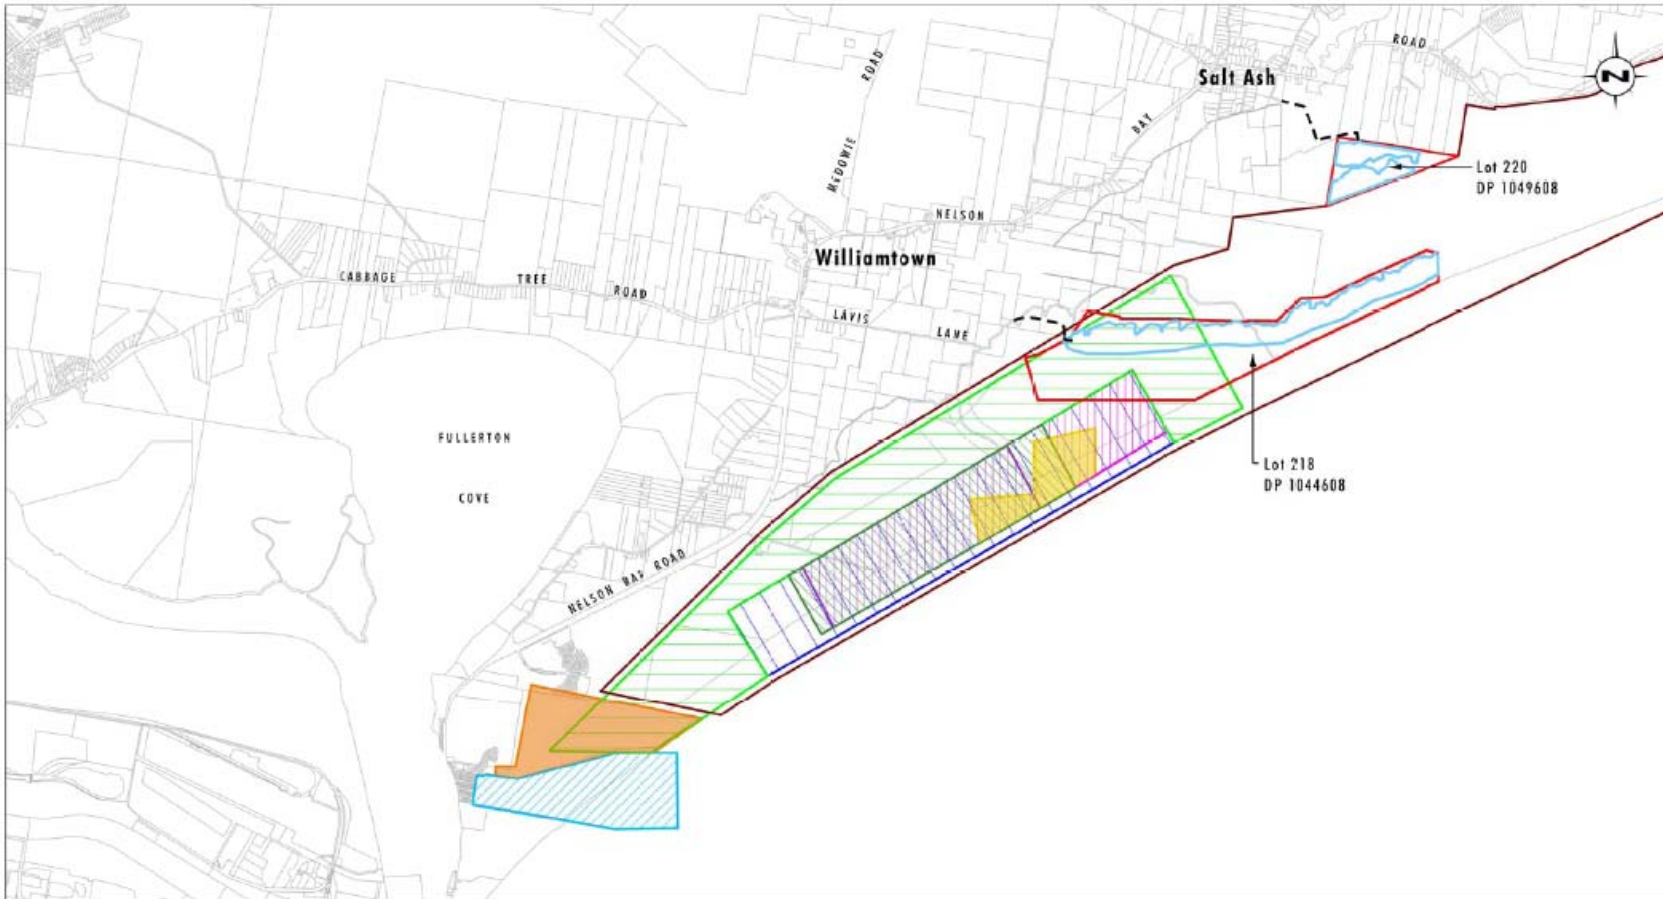 ROAD
Salt Ash
ROAD
BAY
McDOWIE
Lot 220
DP 1049608
NELSON
Williamtown
CABBAGE
TREE
ROAD
LAVIS
LANE
FULLERTON
COVE
Lot 218
DP 1044608
NELSON BAY ROAD
N